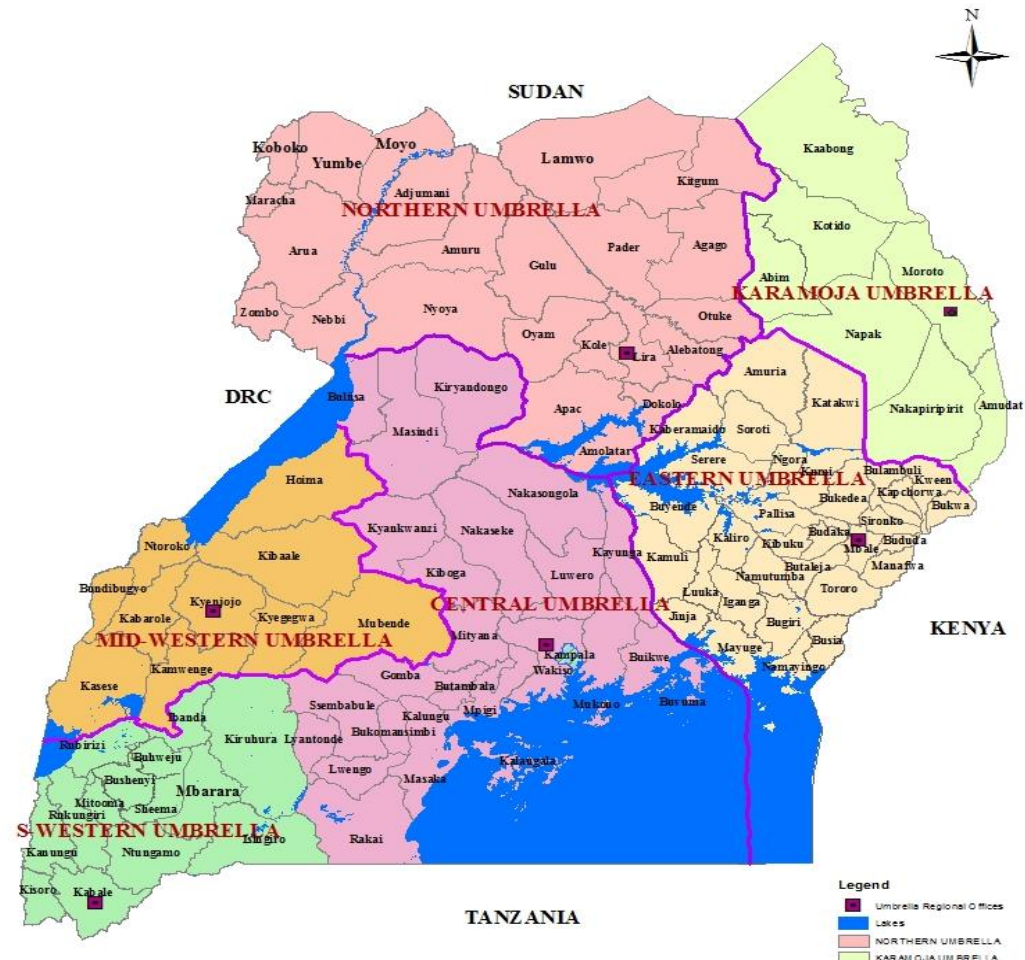 N
SUDAN
Kaabong
Koboko
Yumbe
Moyo
Lamwo
Kitgum
Maracha
Adjumani
NORTHERN UMBRELLA
Kotido
Arua
Amuru
Gulu
Pader
Agago
Abim
Moroto
KARAMOJA UMBRELLA
Zombo
Nebbi
Nyoya
Otuke
Oyam
Kole
Lira
Alebatong
Napak
DRC
Buliisa
Kiryandongo
Amuria
Katakwi
Nakapiripirit
Amudat
Masindi
Apac
Dokolo
Kaberamaido
Soroti
Amolatar
Serere
Ngora
Kumi
Bulambuli
Kween
Hoima
Nakasongola
EASTERN UMBRELLA
Bukedea
Kapchorwa
Bukwa
Buyende
Pallisa
Sironko
Kyankwanzi
Nakaseke
Kayunga
Kamuli
Kaliro
Kibuku
Budaka
Mbale
Bududa
Ntoroko
Kibaale
Kiboga
Luwero
Butaleja
Manafwa
Bundibugyo
Kyenjojo
Luuka
Namutumba
Tororo
Kabarole
Kyegegwa
Mubende
CENTRAL UMBRELLA
Jinja
Iganga
Bugiri
Busia
KENYA
MID-WESTERN UMBRELLA
Mityana
Kampala
Wakiso
Buikwe
Mayuge
Namayingo
Kasese
Kamwenge
Gomba
Butambala
Mpigi
Mukono
Buvuma
Ibanda
Ssembabule
Kalungu
Rubirizi
Kiruhura
Lyantonde
Bukomansimbi
Buhweju
Kalangala
Bushenyi
Mbarara
Lwengo
Masaka
Mitooma
Rukungiri
Sheema
S-WESTERN UMBRELLA
Isingiro
Rakai
Kanungu
Ntungamo
Kisoro
Kabale
TANZANIA
Legend
Umbrella Regional Offices
Lakes
NORTHERN UMBRELLA
KARAMOJA UMBRELLA